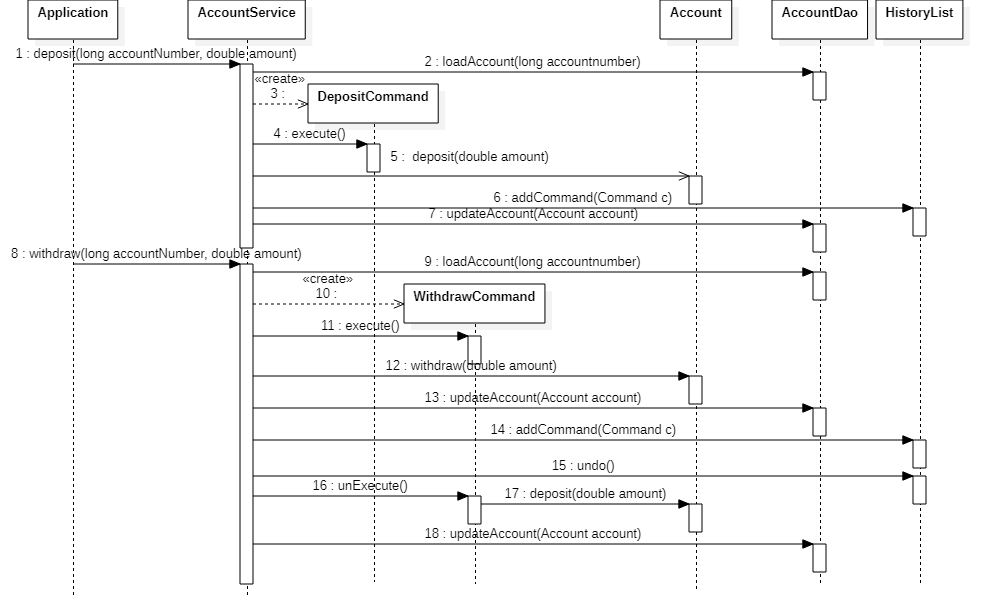 Application
AccountService
Account
AccountDao
HistoryList
1 : deposit(long accountNumber, double amount)
2 : loadAccount(long accountnumber)
«create»
3 :
DepositCommand
4 : execute()
5 : deposit(double amount)
6 : addCommand(Command c)
7 : updateAccount(Account account)
8 : withdraw(long accountNumber, double amount)
9 : loadAccount(long accountnumber)
«create»
10 :
WithdrawCommand
11 : execute()
12 : withdraw(double amount)
13 : updateAccount(Account account)
14 : addCommand(Command c)
15 : undo()
16 : unExecute()
17 : deposit(double amount)
18 : updateAccount(Account account)